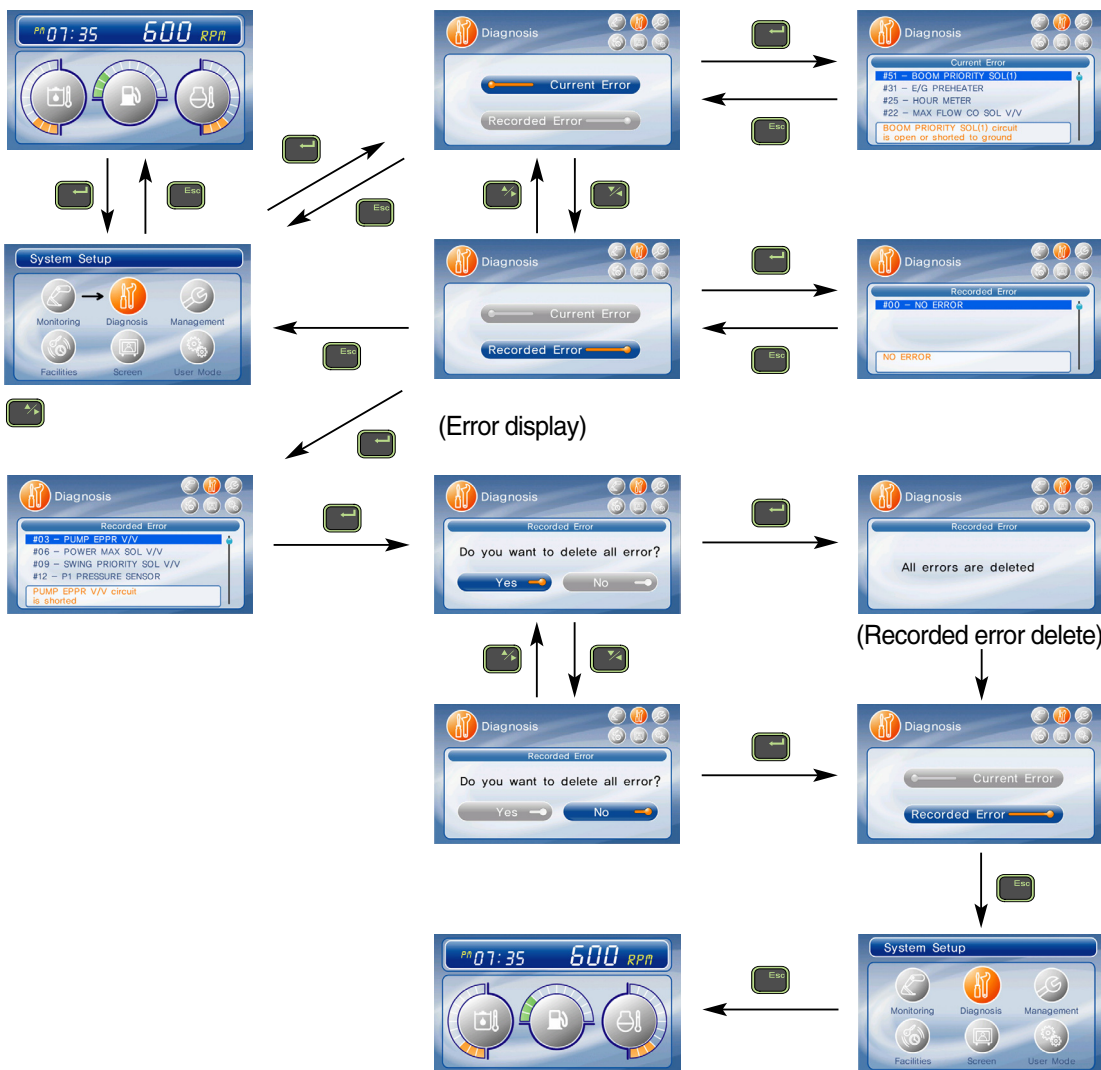 PM 07:35 600 RPM
Diagnosis
Current Error
Recorded Error
Diagnosis
Current Error
#51 – BOOM PRIORITY SOL(1)
#31 – E/G PREHEATER
#25 – HOUR METER
#22 – MAX FLOW CO SOL V/V
BOOM PRIORITY SOL(1) circuit
is open or shorted to ground
Esc
Esc
Esc
System Setup
Monitoring
Diagnosis
Management
Facilities
Screen
User Mode
Diagnosis
Current Error
Recorded Error
Diagnosis
Recorded Error
#00 – NO ERROR
NO ERROR
Esc
Esc
(Error display)
Diagnosis
Recorded Error
#03 – PUMP EPPR V/V
#06 – POWER MAX SOL V/V
#09 – SWING PRIORITY SOL V/V
#12 – P1 PRESSURE SENSOR
PUMP EPPR V/V circuit
is shorted
Diagnosis
Recorded Error
Do you want to delete all error?
Yes No
Diagnosis
Recorded Error
All errors are deleted
(Recorded error delete)
Diagnosis
Recorded Error
Do you want to delete all error?
Yes No
Diagnosis
Current Error
Recorded Error
Esc
PM 07:35 600 RPM
Esc
System Setup
Monitoring
Diagnosis
Management
Facilities
Screen
User Mode